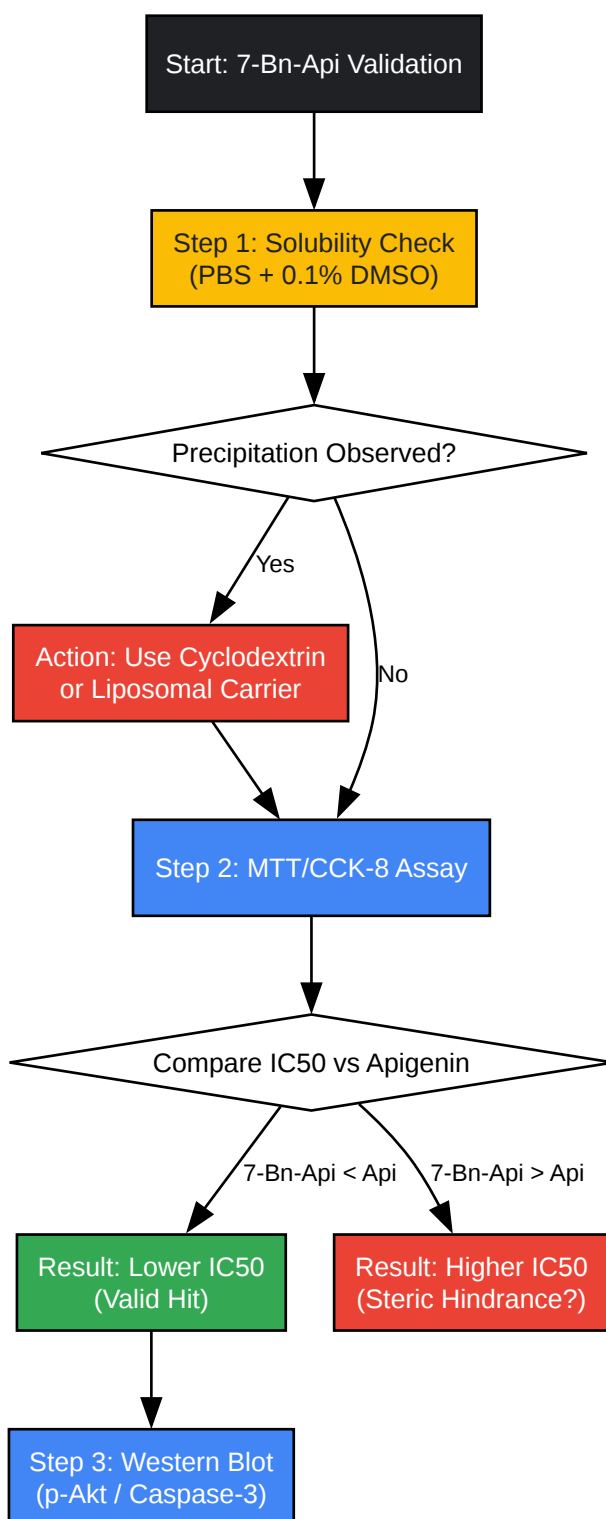 Start: 7-Bn-Api Validation
Step 1: Solubility Check
(PBS + 0.1% DMSO)
Precipitation Observed?
Yes
Action: Use Cyclodextrin
or Liposomal Carrier
No
Step 2: MTT/CCK-8 Assay
Compare IC50 vs Apigenin
7-Bn-Api < Api
7-Bn-Api > Api
Result: Lower IC50
(Valid Hit)
Result: Higher IC50
(Steric Hindrance?)
Step 3: Western Blot
(p-Akt / Caspase-3)